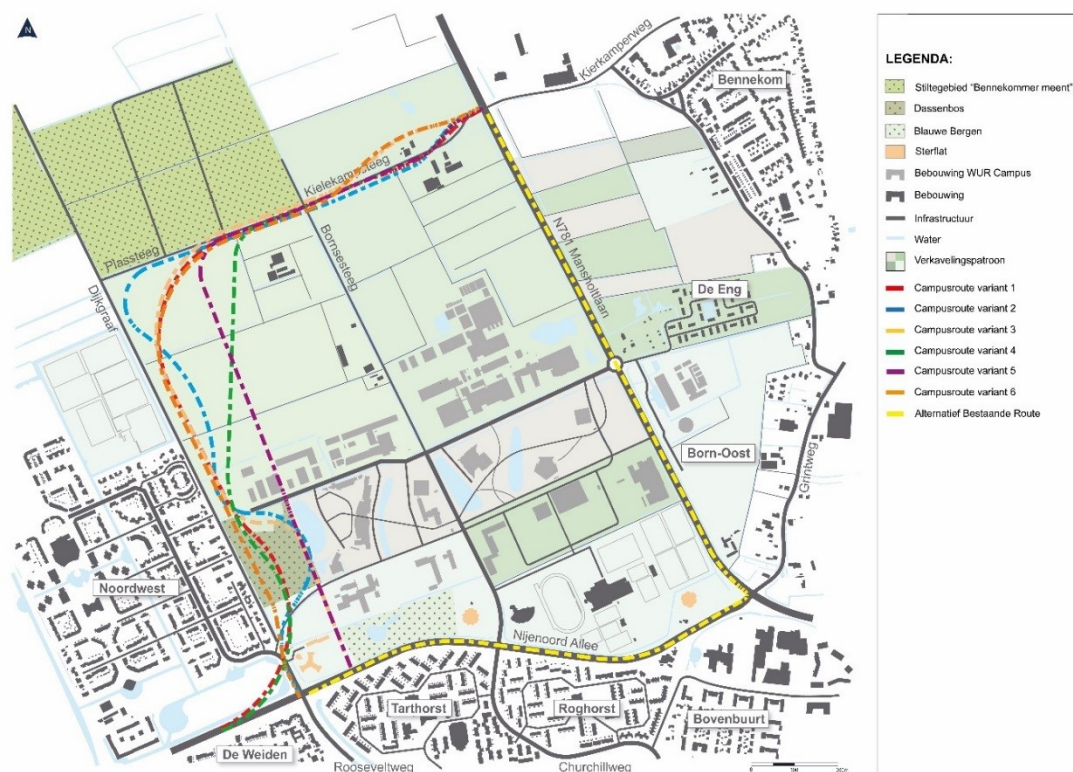 N
Kierkamperweg
Bennekom
Kielekampsteeg
Plassteeg
Bornsesteeg
Dijkgraaf
N781 Mansholtlaan
De Eng
Born-Oost
Grintweg
Noordwest
Nijenoord Allee
Tarthorst
Roghorst
Bovenbuurt
De Weiden
Rooseveltweg
Churchillweg
LEGENDA:
Stiltegebied "Bennekommer meent"
Dassenbos
Blauwe Bergen
Sterflat
Bebouwing WUR Campus
Bebouwing
Infrastructuur
Water
Verkavelingspatroon
Campusroute variant 1
Campusroute variant 2
Campusroute variant 3
Campusroute variant 4
Campusroute variant 5
Campusroute variant 6
Alternatief Bestaande Route